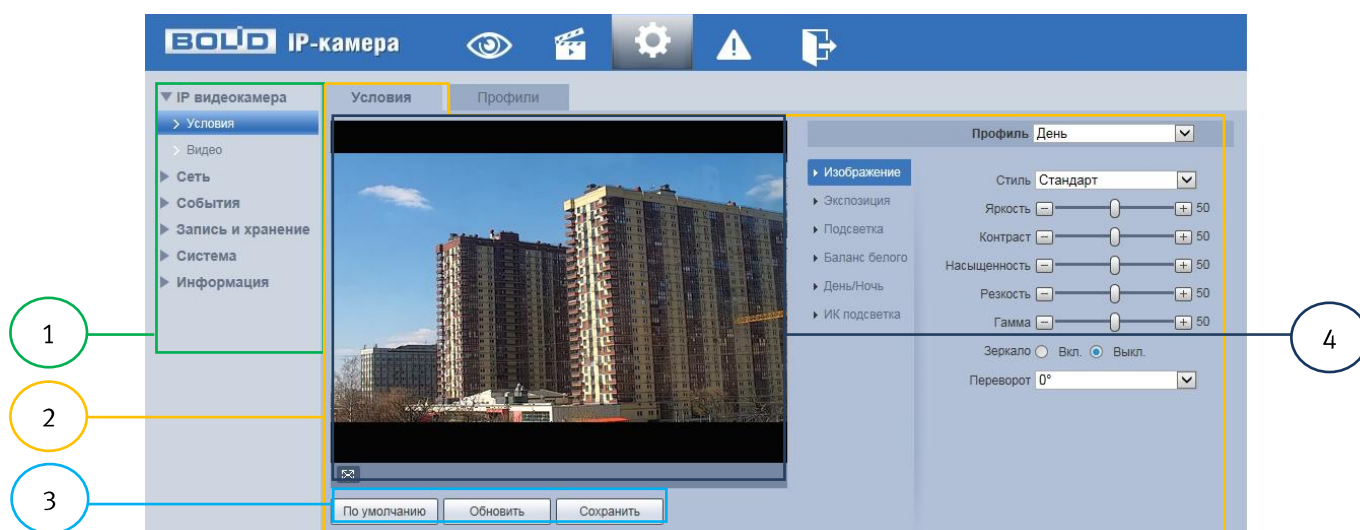 BOLID IP-камера
IP видеокамера
Условия
Видео
Сеть
События
Запись и хранение
Система
Информация
Условия Профили
Профиль День
Изображение
Экспозиция
Подсветка
Баланс белого
День/Ночь
ИК подсветка
Стиль Стандарт
Яркость 50
Контраст 50
Насыщенность 50
Резкость 50
Гамма 50
Зеркало Вкл. Выкл.
Переворот 0°
По умолчанию Обновить Сохранить
1
2
3
4